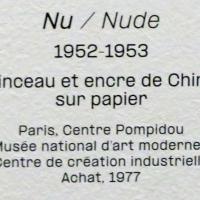 Nu / Nude
1952-1953
inceau et encre de Chin
sur papier
Paris, Centre Pompidou
Musée national d'art moderne
Centre de création industriell
Achat, 1977